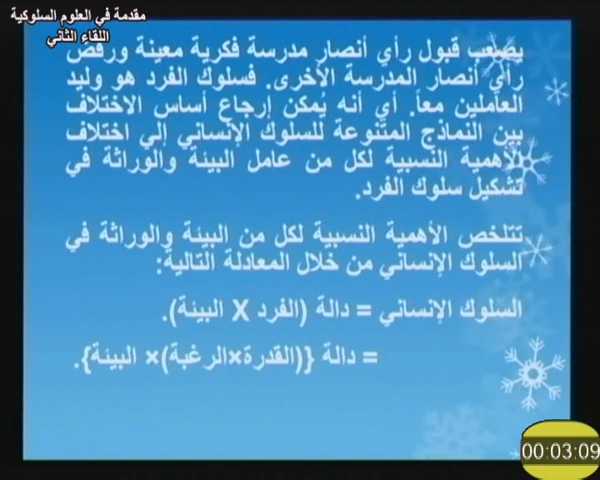 مقدمة في العلوم السلوكية
اللقاء الثاني
يصعب قبول رأي أنصار مدرسة فكرية معينة ورفض
رأي أنصار المدرسة الأخرى. فسلوك الفرد هو وليد
العاملين معاً. أي أنه يُمكن إرجاع أساس الاختلاف
بين النماذج المتنوعة للسلوك الإنساني إلي اختلاف
الأهمية النسبية لكل من عامل البيئة والوراثة في
تشكيل سلوك الفرد.
تتلخص الأهمية النسبية لكل من البيئة والوراثة في
السلوك الإنساني من خلال المعادلة التالية:
السلوك الإنساني = دالة (الفرد X البيئة).
= دالة {(القدرة×الرغبة)× البيئة}.
00:03:09